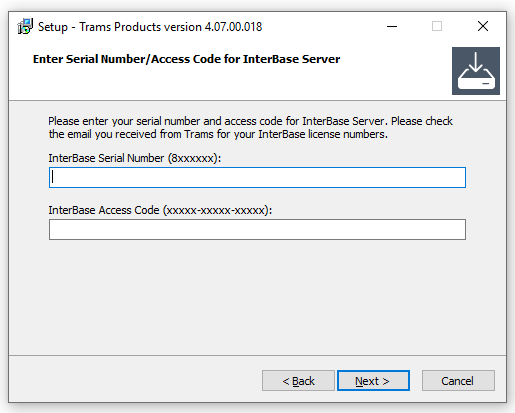 Setup - Trams Products version 4.07.00.018
Enter Serial Number/Access Code for InterBase Server
Please enter your serial number and access code for InterBase Server. Please check
the email you received from Trams for your InterBase license numbers.
InterBase Serial Number (8xxxxxx):
InterBase Access Code (xxxxx-xxxxx-xxxxx):
< Back
Next >
Cancel